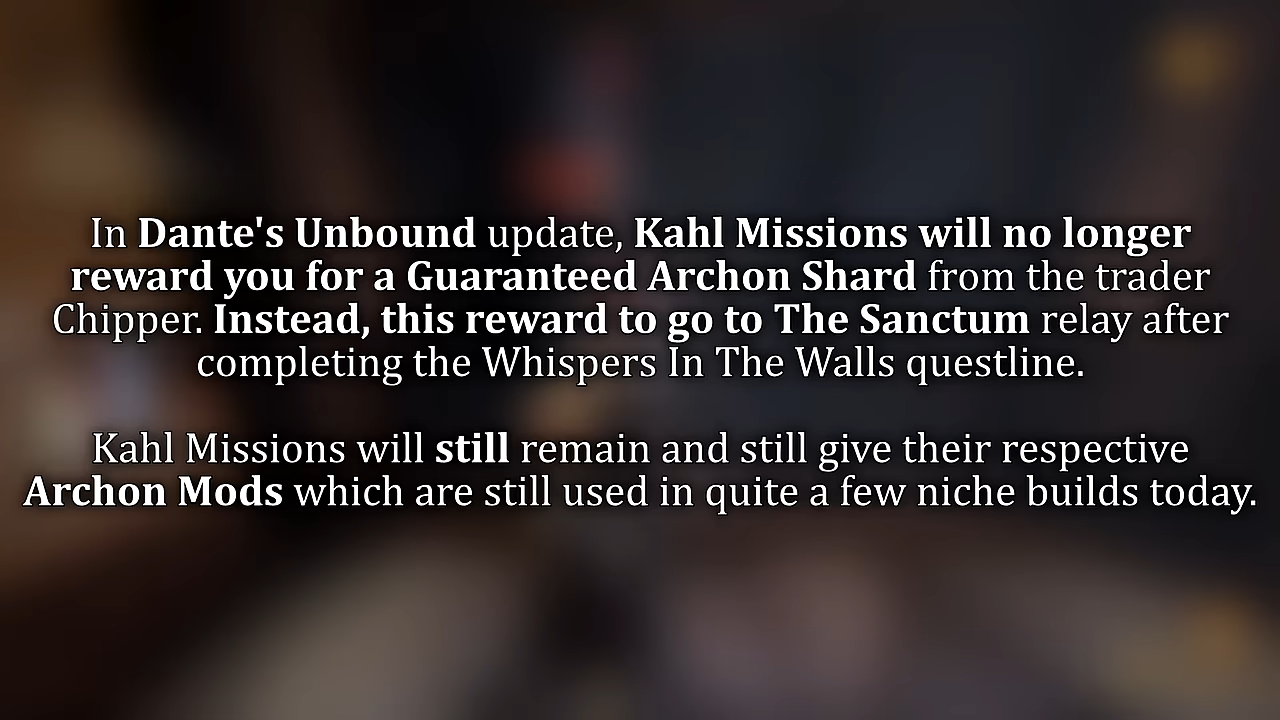 In Dante's Unbound update, Kahl Missions will no longer
reward you for a Guaranteed Archon Shard from the trader
Chipper. Instead, this reward to go to The Sanctum relay after
completing the Whispers In The Walls questline.
Kahl Missions will still remain and still give their respective
Archon Mods which are still used in quite a few niche builds today.